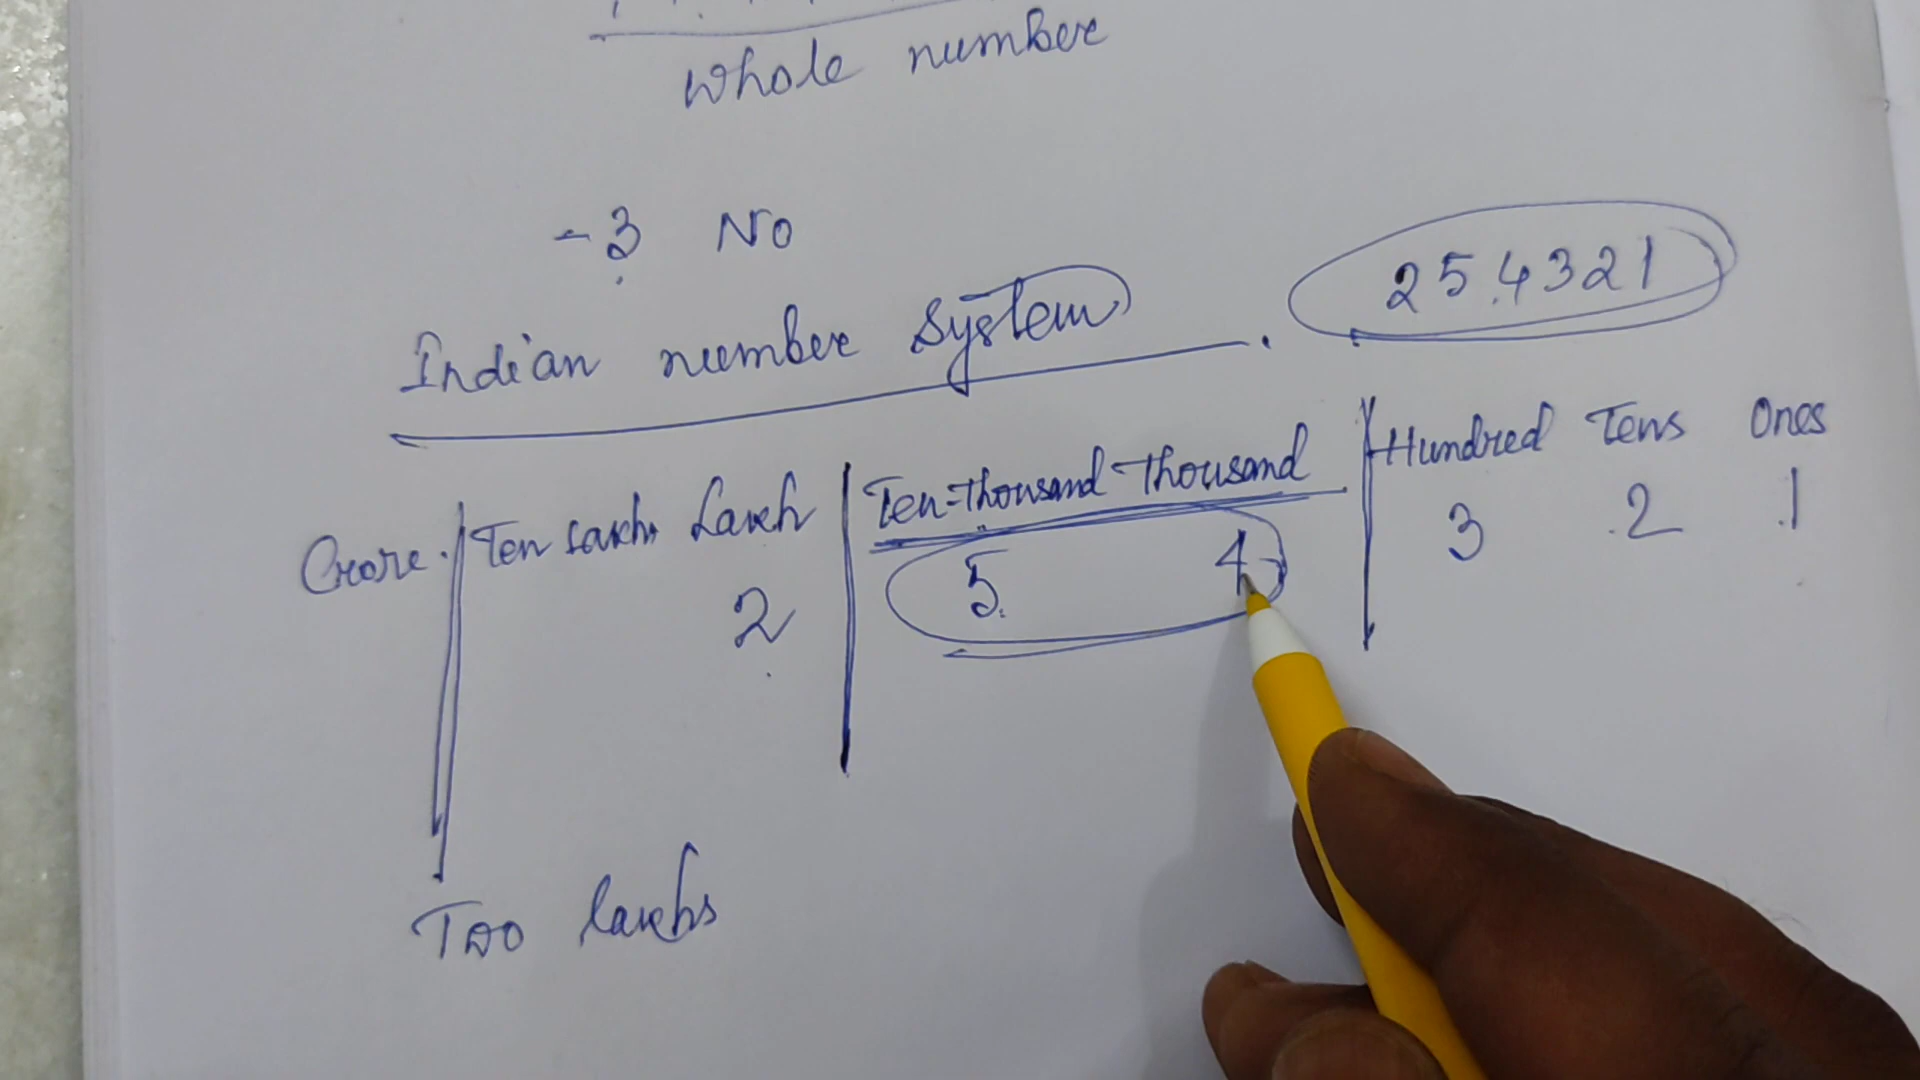 Whole number
-3 No
Indian number System. 254321
Crore. Ten Lakh Lakh Ten-Thousand Thousand Hundred Tens Ones
2 5 4 3 2 1
Two lakhs